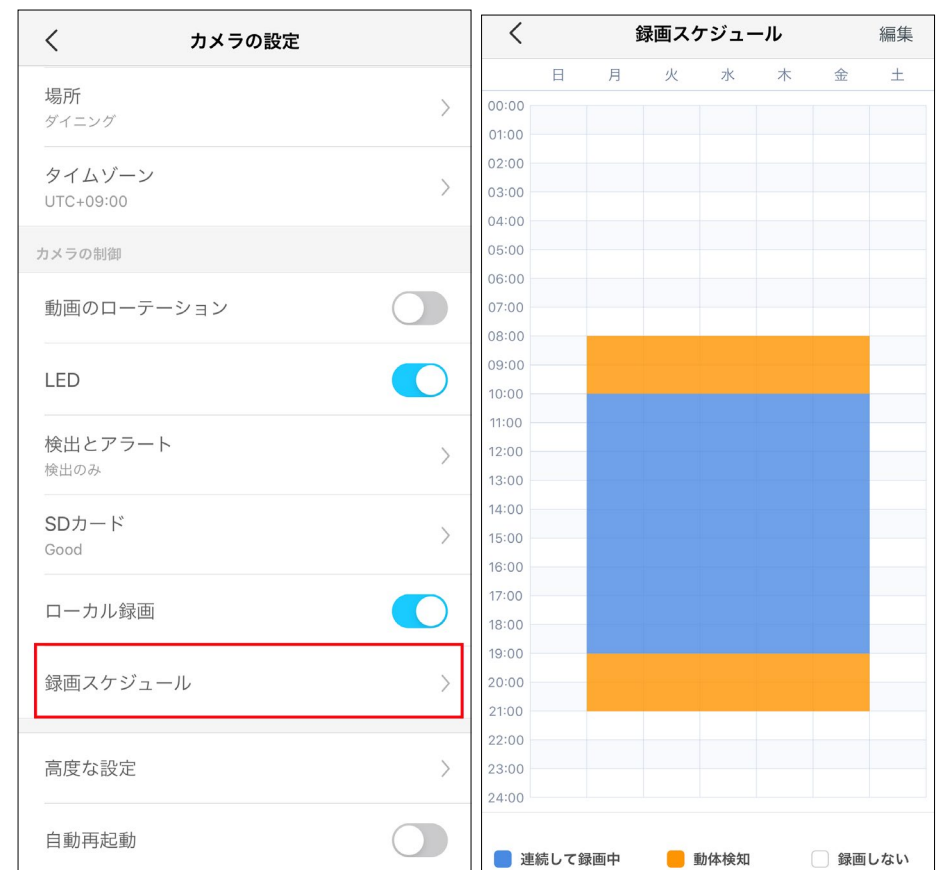 カメラの設定
場所
ダイニング
タイムゾーン
UTC+09:00
カメラの制御
動画のローテーション
LED
検出とアラート
検出のみ
SDカード
Good
ローカル録画
録画スケジュール
高度な設定
自動再起動
録画スケジュール 編集
日 月 火 水 木 金 土
00:00
01:00
02:00
03:00
04:00
05:00
06:00
07:00
08:00
09:00
10:00
11:00
12:00
13:00
14:00
15:00
16:00
17:00
18:00
19:00
20:00
21:00
22:00
23:00
24:00
連続して録画中 動体検知 録画しない